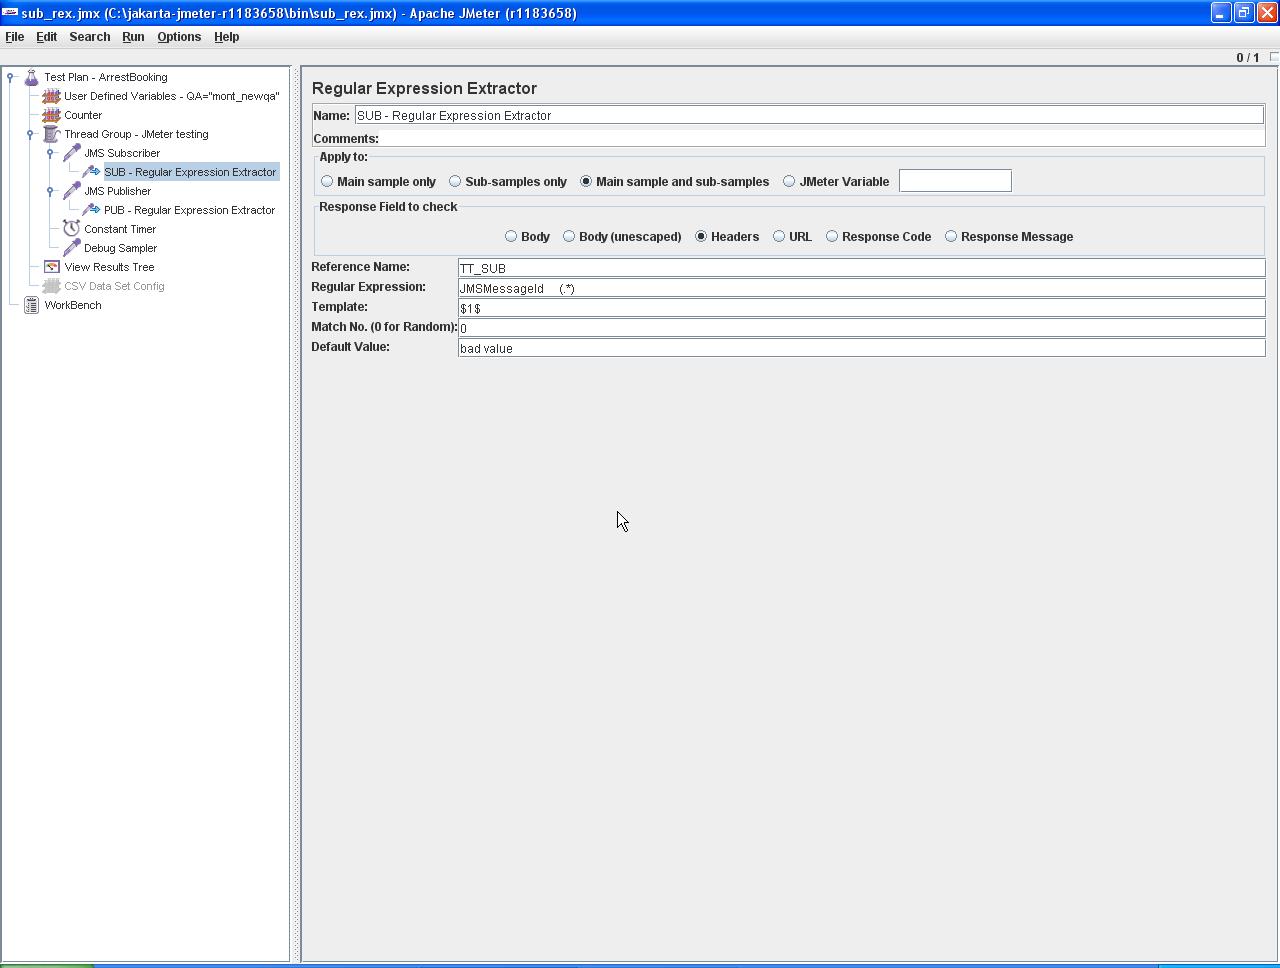 sub_rex.jmx (C:\jakarta-jmeter-r1183658\bin\sub_rex.jmx) - Apache JMeter (r1183658)
File Edit Search Run Options Help
0 / 1
Test Plan - ArrestBooking
User Defined Variables - QA="mont_newqa"
Counter
Thread Group - JMeter testing
JMS Subscriber
SUB - Regular Expression Extractor
JMS Publisher
PUB - Regular Expression Extractor
Constant Timer
Debug Sampler
View Results Tree
CSV Data Set Config
WorkBench
Regular Expression Extractor
Name: SUB - Regular Expression Extractor
Comments:
Apply to:
Main sample only Sub-samples only Main sample and sub-samples JMeter Variable
Response Field to check
Body Body (unescaped) Headers URL Response Code Response Message
Reference Name: TT_SUB
Regular Expression: JMSMessageId (.*)
Template: $1$
Match No. (0 for Random): 0
Default Value: bad value